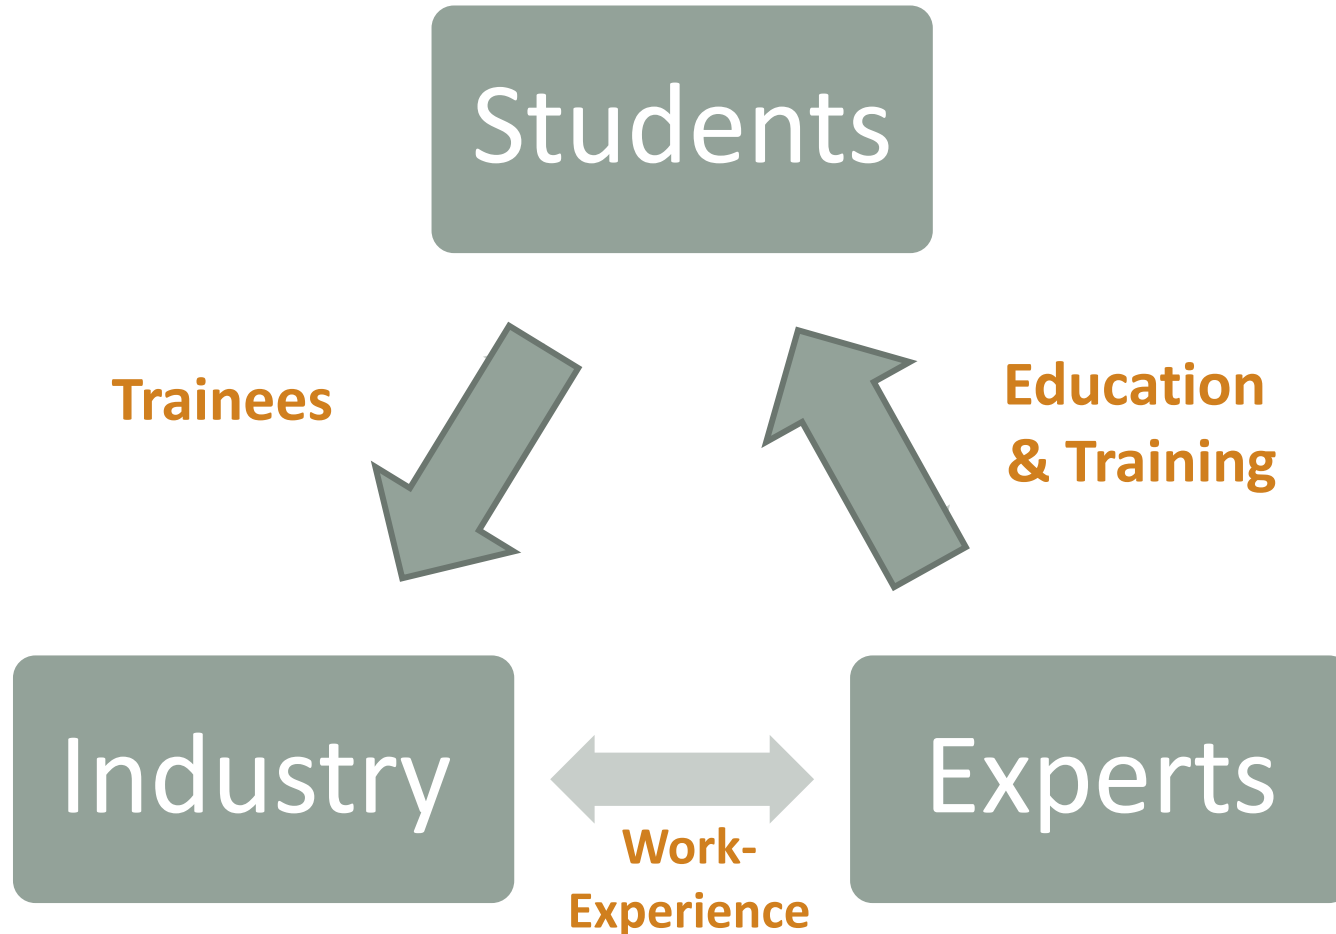 Students
Trainees
Education
& Training
Industry
Experts
Work-
Experience